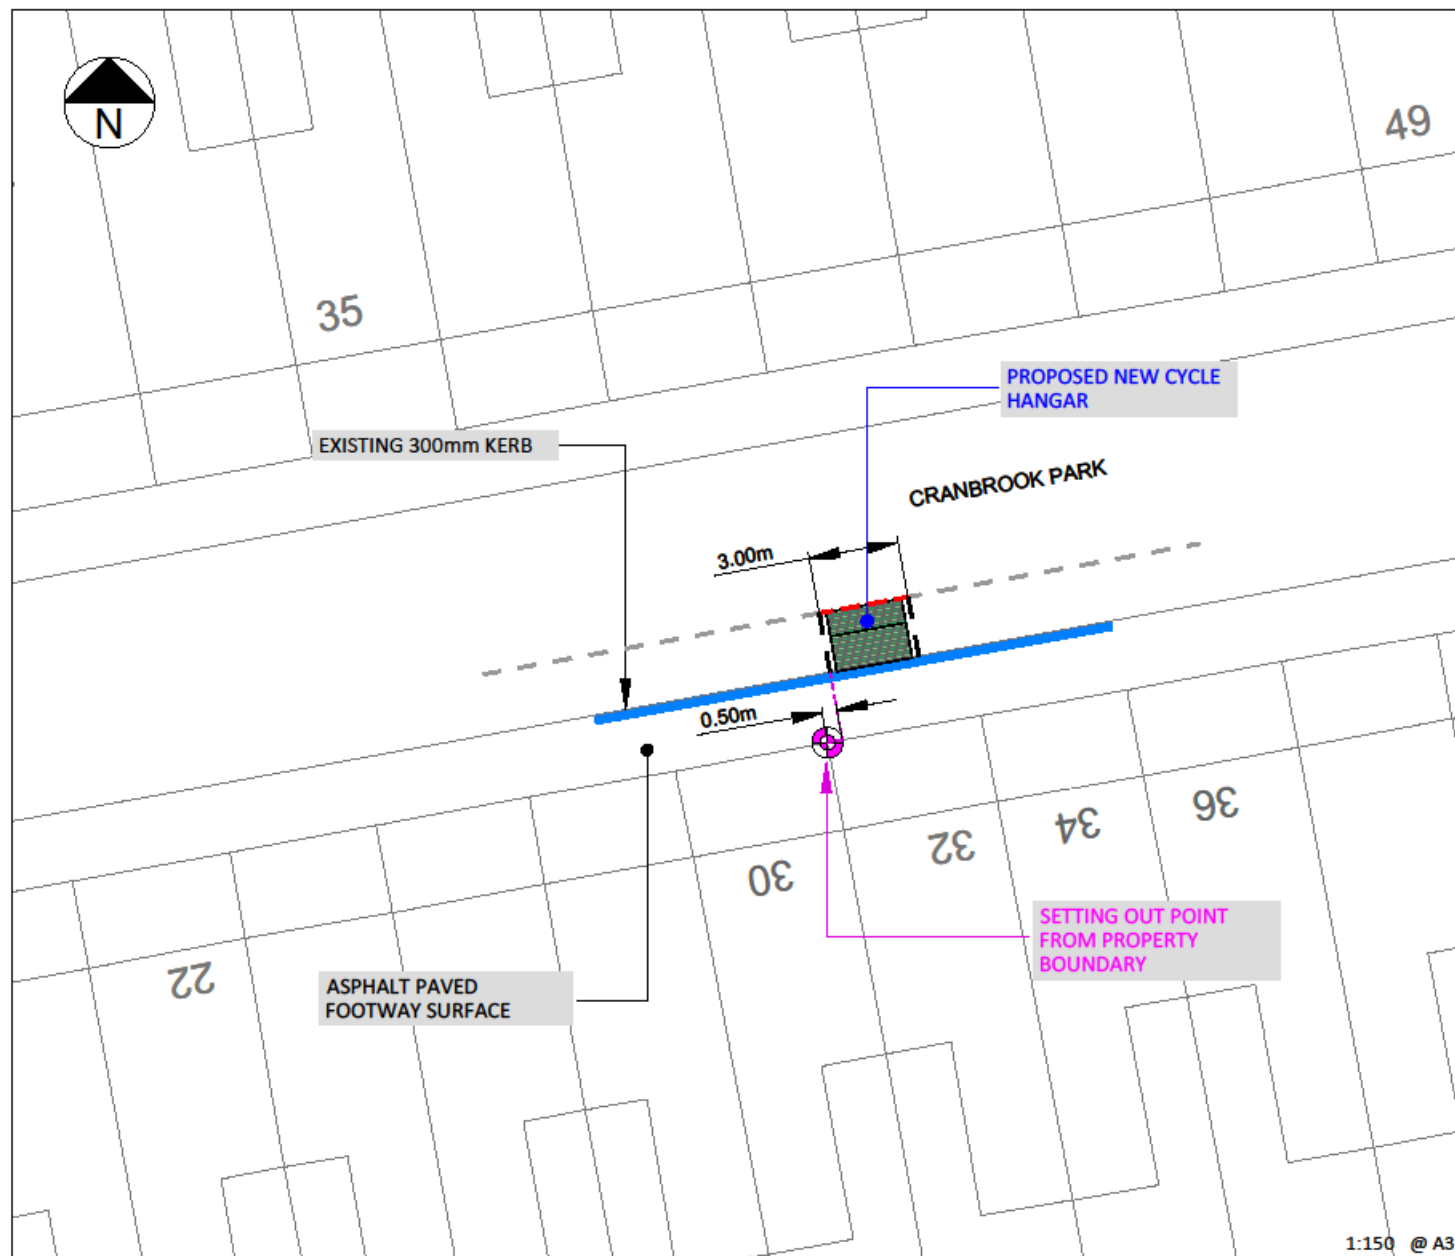 N
49
35
PROPOSED NEW CYCLE
HANGAR
EXISTING 300mm KERB
CRANBROOK PARK
3.00m
0.50m
36
34
32
30
22
SETTING OUT POINT
FROM PROPERTY
BOUNDARY
ASPHALT PAVED
FOOTWAY SURFACE
1:150 @ A3